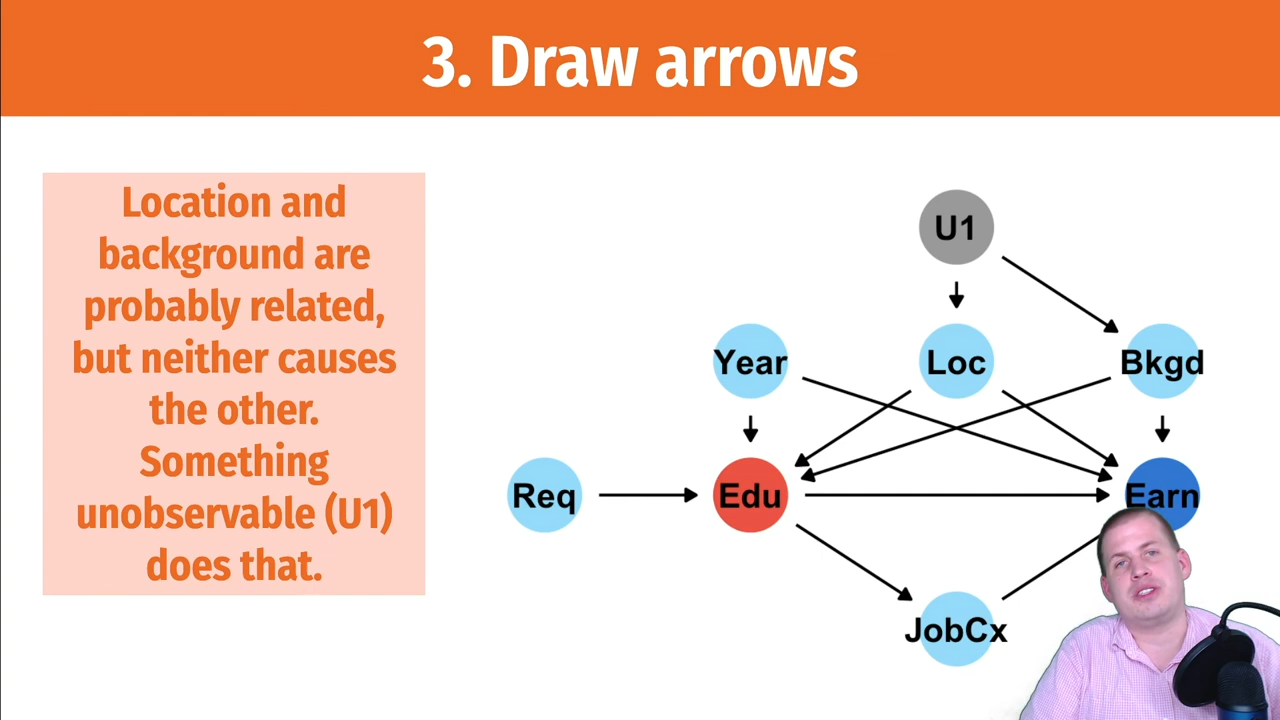 3. Draw arrows
Location and
background are
probably related,
but neither causes
the other.
Something
unobservable (U1)
does that.
U1
Year
Loc
Bkgd
Req
Edu
Earn
JobCx